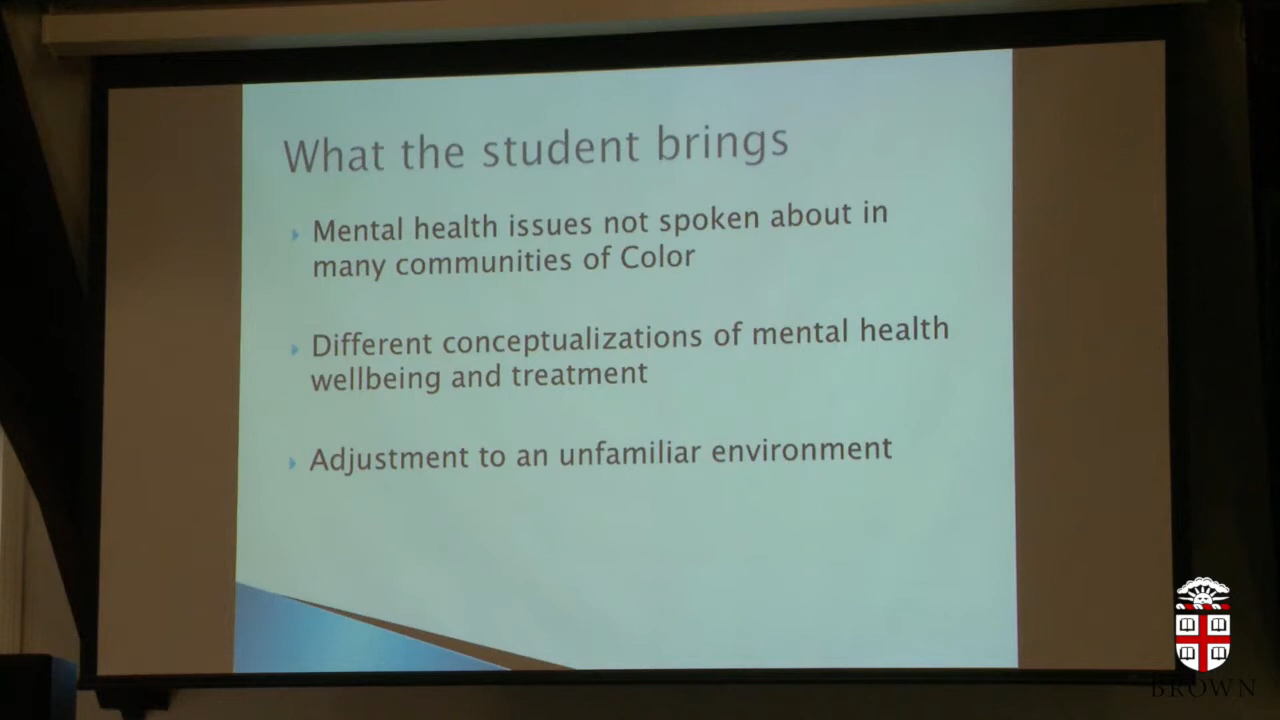 What the student brings
Mental health issues not spoken about in
many communities of Color
Different conceptualizations of mental health
wellbeing and treatment
Adjustment to an unfamiliar environment
BROWN